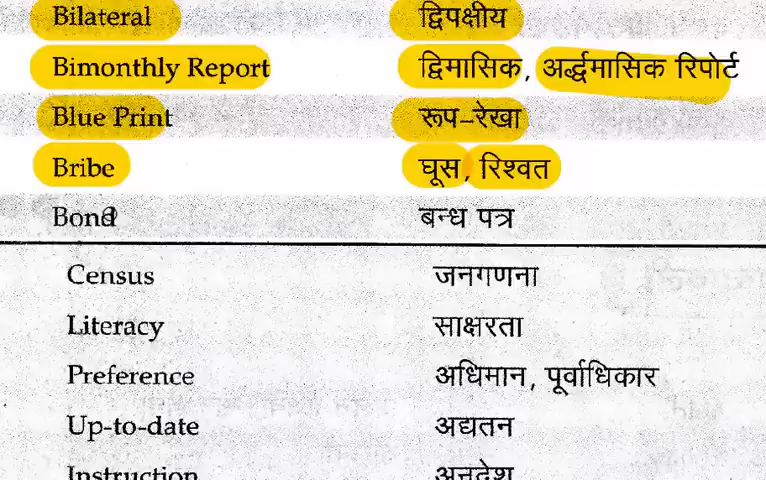 Bilateral द्विपक्षीय
Bimonthly Report द्विमासिक, अर्द्धमासिक रिपोर्ट
Blue Print रूप–रेखा
Bribe घूस, रिश्वत
Bond बन्ध पत्र
Census जनगणना
Literacy साक्षरता
Preference अधिमान, पूर्वाधिकार
Up-to-date अद्यतन
Instruction अनुदेश